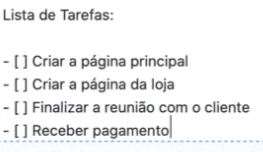 Lista de Tarefas:
- [ ] Criar a página principal
- [ ] Criar a página da loja
- [ ] Finalizar a reunião com o cliente
- [ ] Receber pagamento